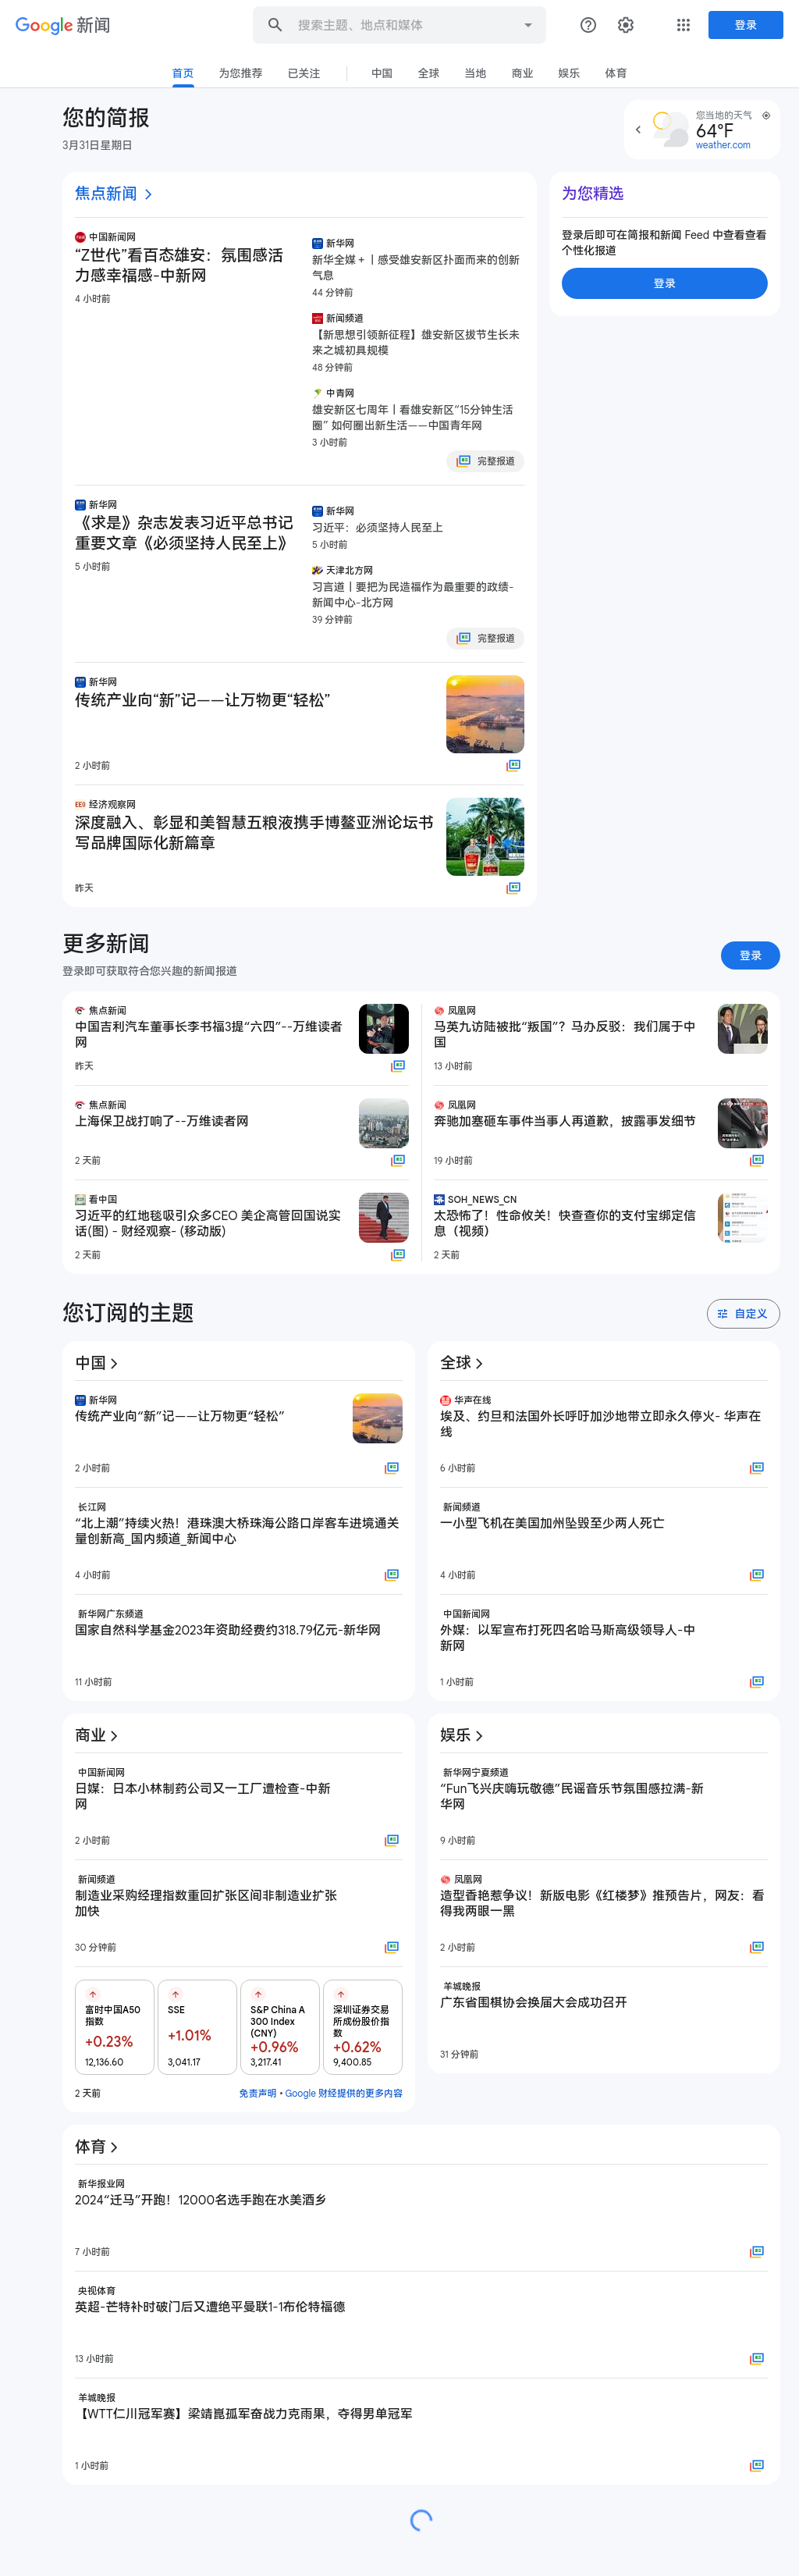 Google 新闻
搜索主题、地点和媒体
登录
首页
为您推荐
已关注
中国
全球
当地
商业
娱乐
体育
您的简报
3月31日星期日
您当地的天气
64°F
weather.com
焦点新闻
中国新闻网
“Z世代”看百态雄安：氛围感活
力感幸福感-中新网
4 小时前
新华网
新华全媒＋丨感受雄安新区扑面而来的创新
气息
44 分钟前
新闻频道
【新思想引领新征程】雄安新区拔节生长未
来之城初具规模
48 分钟前
中青网
雄安新区七周年丨看雄安新区“15分钟生活
圈” 如何圈出新生活——中国青年网
3 小时前
完整报道
新华网
《求是》杂志发表习近平总书记
重要文章《必须坚持人民至上》
5 小时前
新华网
习近平：必须坚持人民至上
5 小时前
天津北方网
习言道丨要把为民造福作为最重要的政绩-
新闻中心-北方网
39 分钟前
完整报道
新华网
传统产业向“新”记——让万物更“轻松”
2 小时前
经济观察网
深度融入、彰显和美智慧五粮液携手博鳌亚洲论坛书
写品牌国际化新篇章
昨天
为您精选
登录后即可在简报和新闻 Feed 中查看查看
个性化报道
登录
更多新闻
登录即可获取符合您兴趣的新闻报道
登录
焦点新闻
中国吉利汽车董事长李书福3提“六四”--万维读者
网
昨天
焦点新闻
上海保卫战打响了--万维读者网
2 天前
看中国
习近平的红地毯吸引众多CEO 美企高管回国说实
话(图) - 财经观察- (移动版)
2 天前
凤凰网
马英九访陆被批“叛国”？马办反驳：我们属于中
国
13 小时前
凤凰网
奔驰加塞砸车事件当事人再道歉，披露事发细节
19 小时前
SOH_NEWS_CN
太恐怖了！性命攸关！快查查你的支付宝绑定信
息（视频）
2 天前
您订阅的主题
自定义
中国
新华网
传统产业向“新”记——让万物更“轻松”
2 小时前
长江网
“北上潮”持续火热！港珠澳大桥珠海公路口岸客车进境通关
量创新高_国内频道_新闻中心
4 小时前
新华网广东频道
国家自然科学基金2023年资助经费约318.79亿元-新华网
11 小时前
全球
华声在线
埃及、约旦和法国外长呼吁加沙地带立即永久停火- 华声在
线
6 小时前
新闻频道
一小型飞机在美国加州坠毁至少两人死亡
4 小时前
中国新闻网
外媒：以军宣布打死四名哈马斯高级领导人-中
新网
1 小时前
商业
中国新闻网
日媒：日本小林制药公司又一工厂遭检查-中新
网
2 小时前
新闻频道
制造业采购经理指数重回扩张区间非制造业扩张
加快
30 分钟前
富时中国A50
指数
+0.23%
12,136.60
SSE
+1.01%
3,041.17
S&P China A
300 Index
(CNY)
+0.96%
3,217.41
深圳证券交易
所成份股价指
数
+0.62%
9,400.85
2 天前
免责声明 • Google 财经提供的更多内容
娱乐
新华网宁夏频道
“Fun飞兴庆嗨玩敬德”民谣音乐节氛围感拉满-新
华网
9 小时前
凤凰网
造型香艳惹争议！新版电影《红楼梦》推预告片，网友：看
得我两眼一黑
2 小时前
羊城晚报
广东省围棋协会换届大会成功召开
31 分钟前
体育
新华报业网
2024“迁马”开跑！12000名选手跑在水美酒乡
7 小时前
央视体育
英超-芒特补时破门后又遭绝平曼联1-1布伦特福德
13 小时前
羊城晚报
【WTT仁川冠军赛】梁靖崑孤军奋战力克雨果，夺得男单冠军
1 小时前